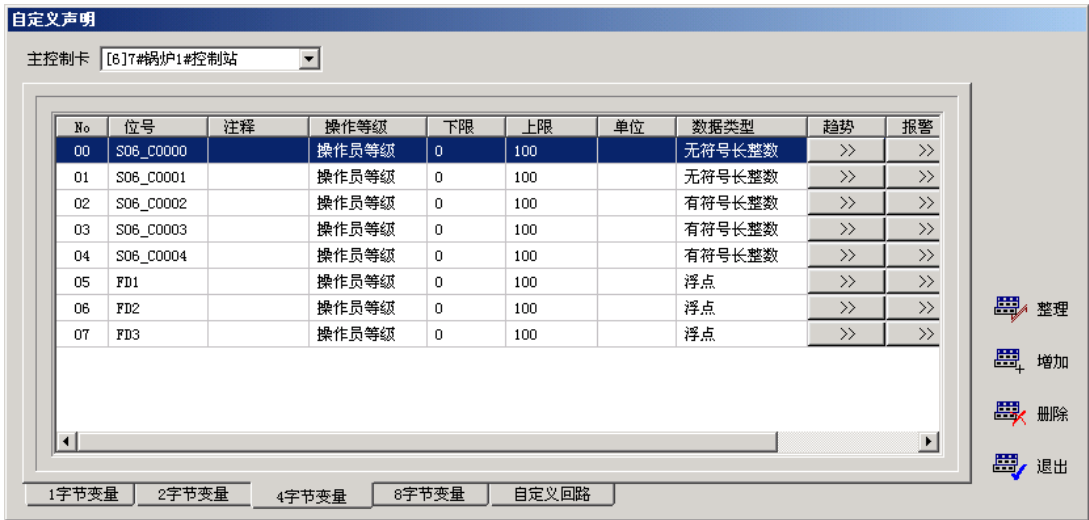 自定义声明
主控制卡 [6]7#锅炉1#控制站
No 位号 注释 操作等级 下限 上限 单位 数据类型 趋势 报警
00 S06_C0000 操作员等级 0 100 无符号长整数 >> >>
01 S06_C0001 操作员等级 0 100 无符号长整数 >> >>
02 S06_C0002 操作员等级 0 100 有符号长整数 >> >>
03 S06_C0003 操作员等级 0 100 有符号长整数 >> >>
04 S06_C0004 操作员等级 0 100 有符号长整数 >> >>
05 FD1 操作员等级 0 100 浮点 >> >>
06 FD2 操作员等级 0 100 浮点 >> >>
07 FD3 操作员等级 0 100 浮点 >> >>
整理
增加
删除
退出
1字节变量 2字节变量 4字节变量 8字节变量 自定义回路